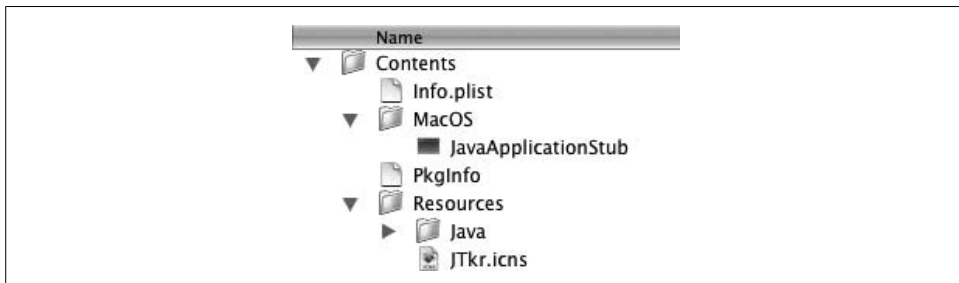 Name
Contents
Info.plist
MacOS
JavaApplicationStub
PkgInfo
Resources
Java
JTkr.icns